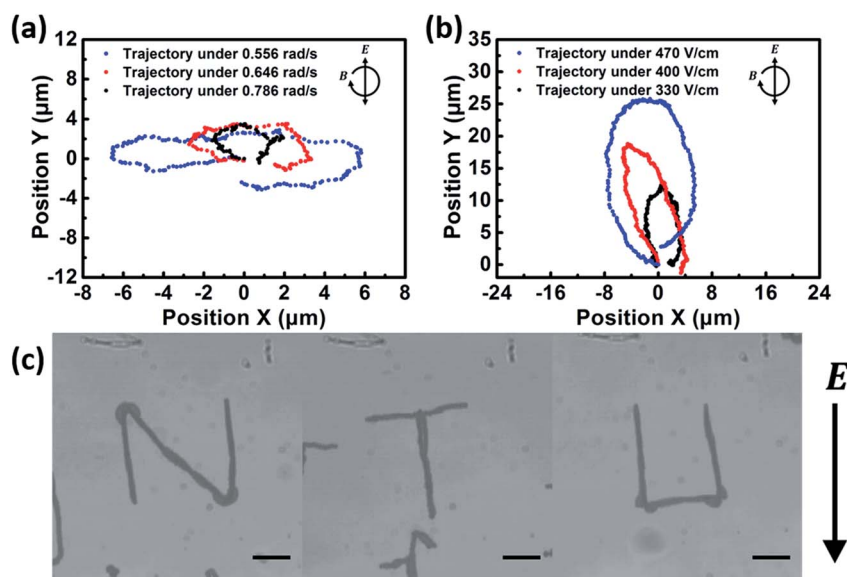 (a)
12
8
4
0
-4
-8
-12
Position Y (μm)
Trajectory under 0.556 rad/s
Trajectory under 0.646 rad/s
Trajectory under 0.786 rad/s
E
B
-8 -6 -4 -2 0 2 4 6 8
Position X (μm)
(b)
35
30
25
20
15
10
5
0
Position Y (μm)
Trajectory under 470 V/cm
Trajectory under 400 V/cm
Trajectory under 330 V/cm
E
B
-24 -16 -8 0 8 16 24
Position X (μm)
(c)
N T U
E